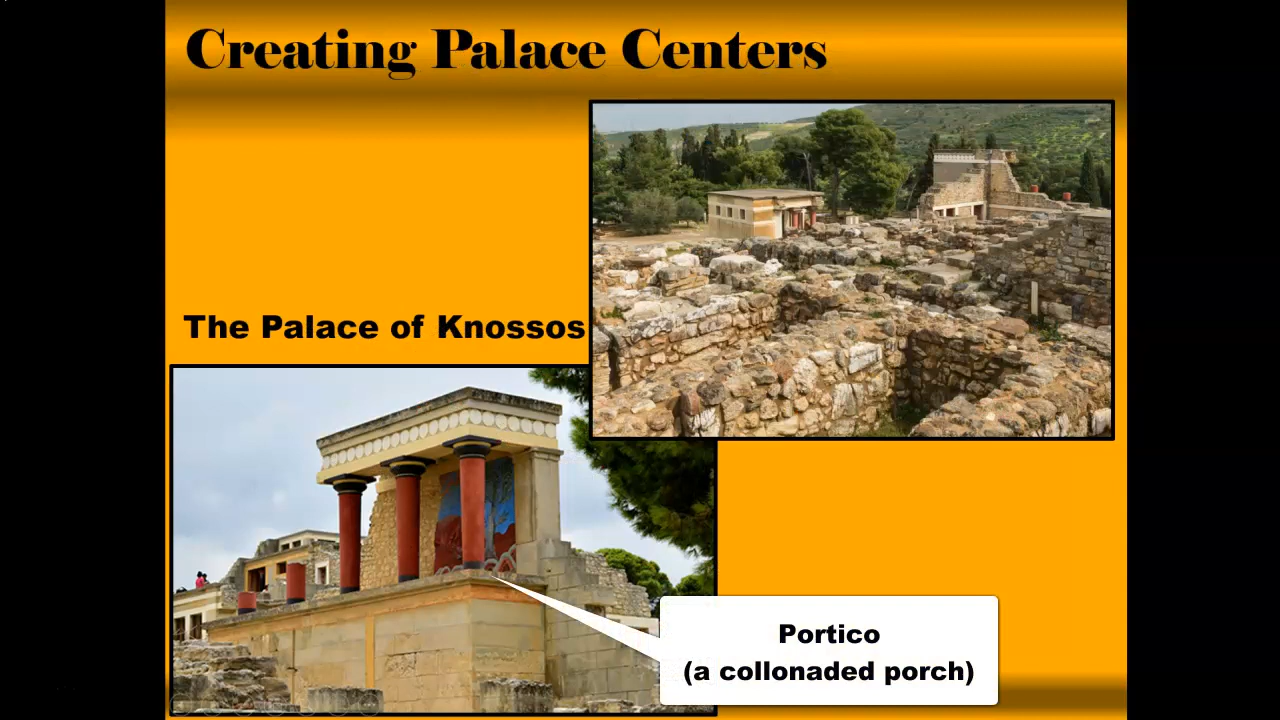 Creating Palace Centers
The Palace of Knossos
Portico
(a collonaded porch)